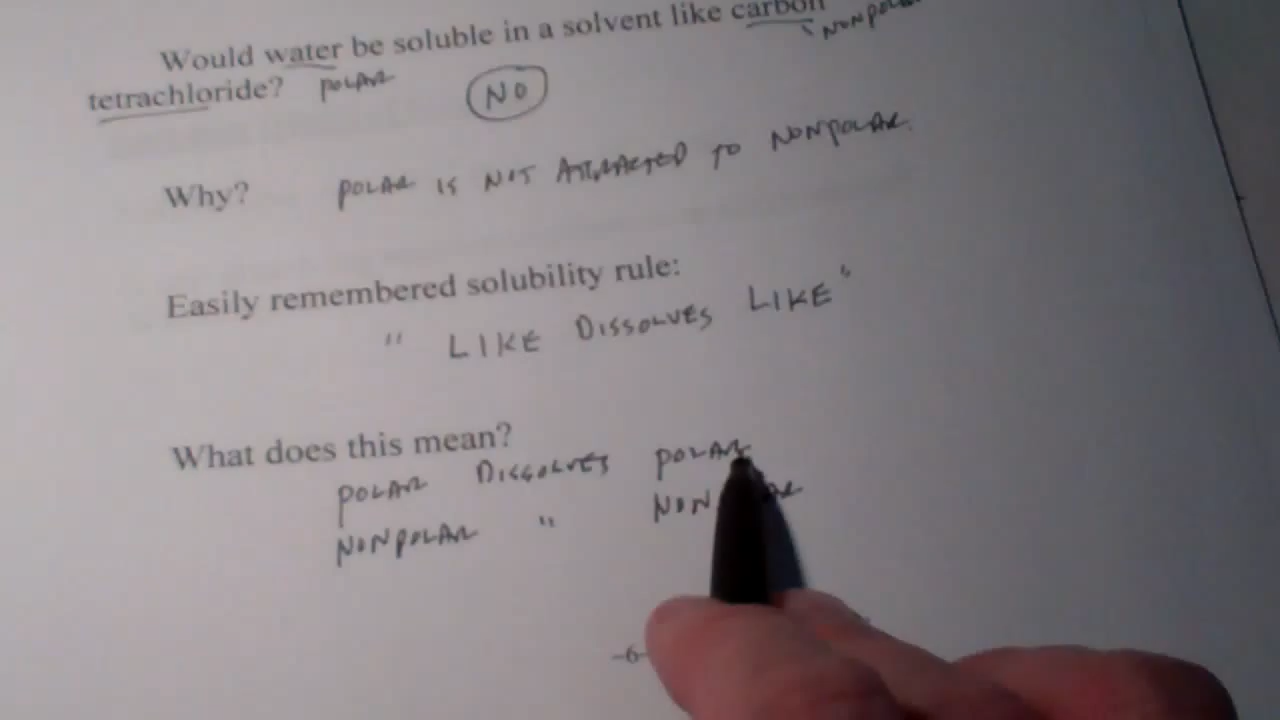 Would water be soluble in a solvent like carbon
tetrachloride? POLAR NO
Why? POLAR IS NOT ATTRACTED TO NONPOLAR.
Easily remembered solubility rule:
" LIKE DISSOLVES LIKE "
What does this mean?
POLAR DISSOLVES POLAR
NONPOLAR "
-6-